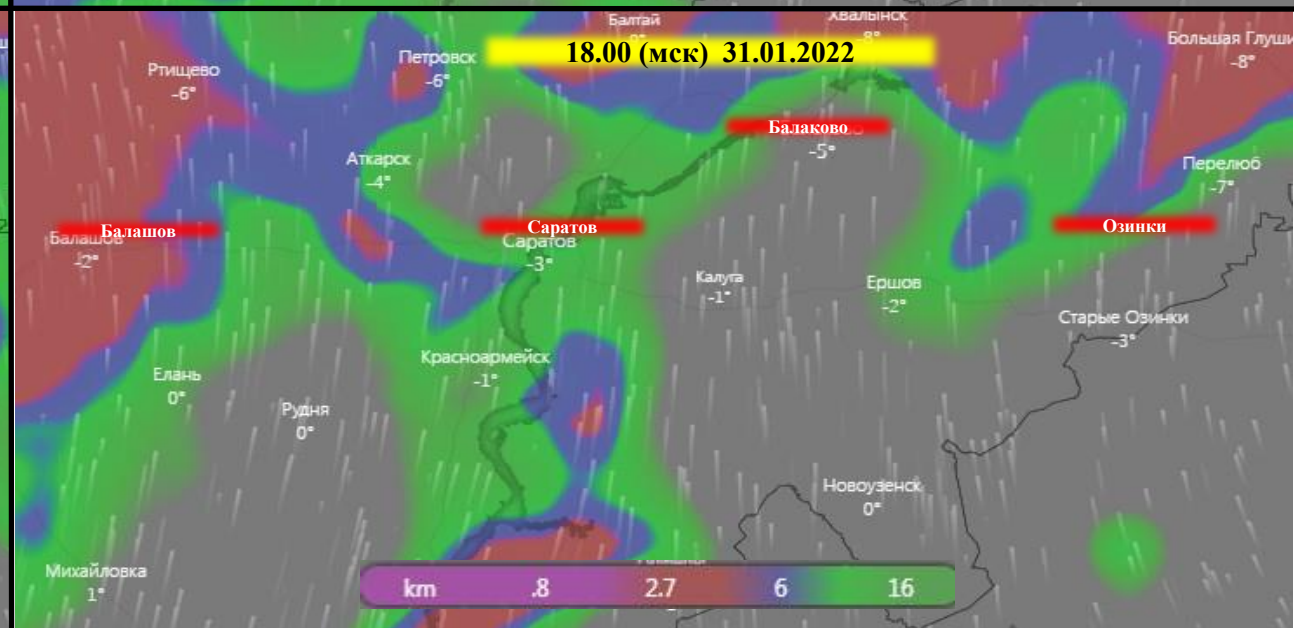 Балтай
Хвалынск
-8°
18.00 (мск) 31.01.2022
Петровск
-6°
Большая Глуши
-8°
Ртищево
-6°
Балаково
-5°
Аткарск
-4°
Перелюб
-7°
Балашов
Балашов
-2°
Саратов
Саратов
-3°
Озинки
Калуга
-1°
Ершов
-2°
Старые Озинки
-3°
Красноармейск
-1°
Елань
0°
Рудня
0°
Новоузенск
0°
Михайловка
1°
km .8 2.7 6 16